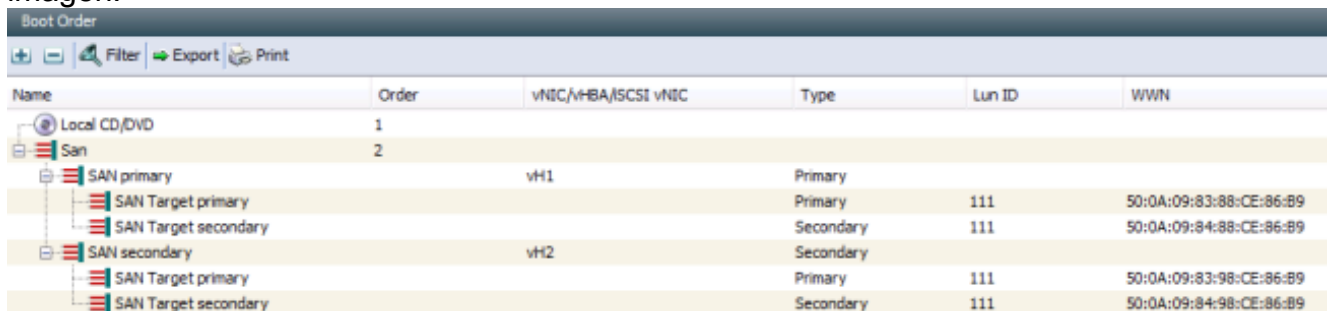 imagen:
Boot Order
Filter Export Print
Name Order vNIC/vHBA/iSCSI vNIC Type Lun ID WWN
Local CD/DVD 1
San 2
SAN primary vH1 Primary
SAN Target primary Primary 111 50:0A:09:83:88:CE:86:B9
SAN Target secondary Secondary 111 50:0A:09:84:88:CE:86:B9
SAN secondary vH2 Secondary
SAN Target primary Primary 111 50:0A:09:83:98:CE:86:B9
SAN Target secondary Secondary 111 50:0A:09:84:98:CE:86:B9